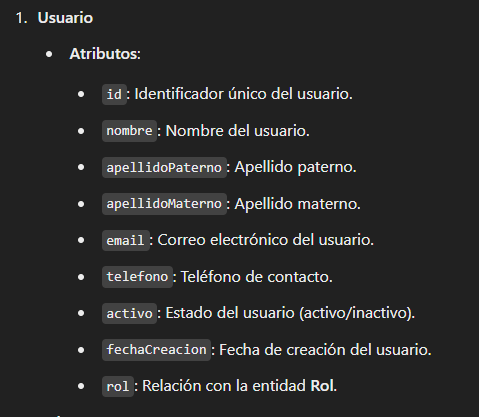 1. Usuario
• Atributos:
• id: Identificador único del usuario.
• nombre: Nombre del usuario.
• apellidoPaterno: Apellido paterno.
• apellidoMaterno: Apellido materno.
• email: Correo electrónico del usuario.
• telefono: Teléfono de contacto.
• activo: Estado del usuario (activo/inactivo).
• fechaCreacion: Fecha de creación del usuario.
• rol: Relación con la entidad Rol.